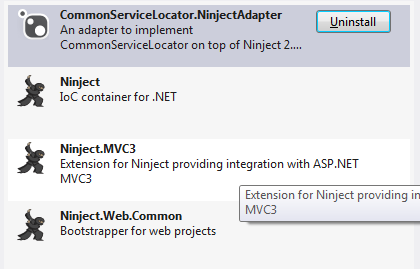 CommonServiceLocator.NinjectAdapter
An adapter to implement
CommonServiceLocator on top of Ninject 2....
Uninstall
Ninject
IoC container for .NET
Ninject.MVC3
Extension for Ninject providing integration with ASP.NET
MVC3
Extension for Ninject providing in
MVC3
Ninject.Web.Common
Bootstrapper for web projects